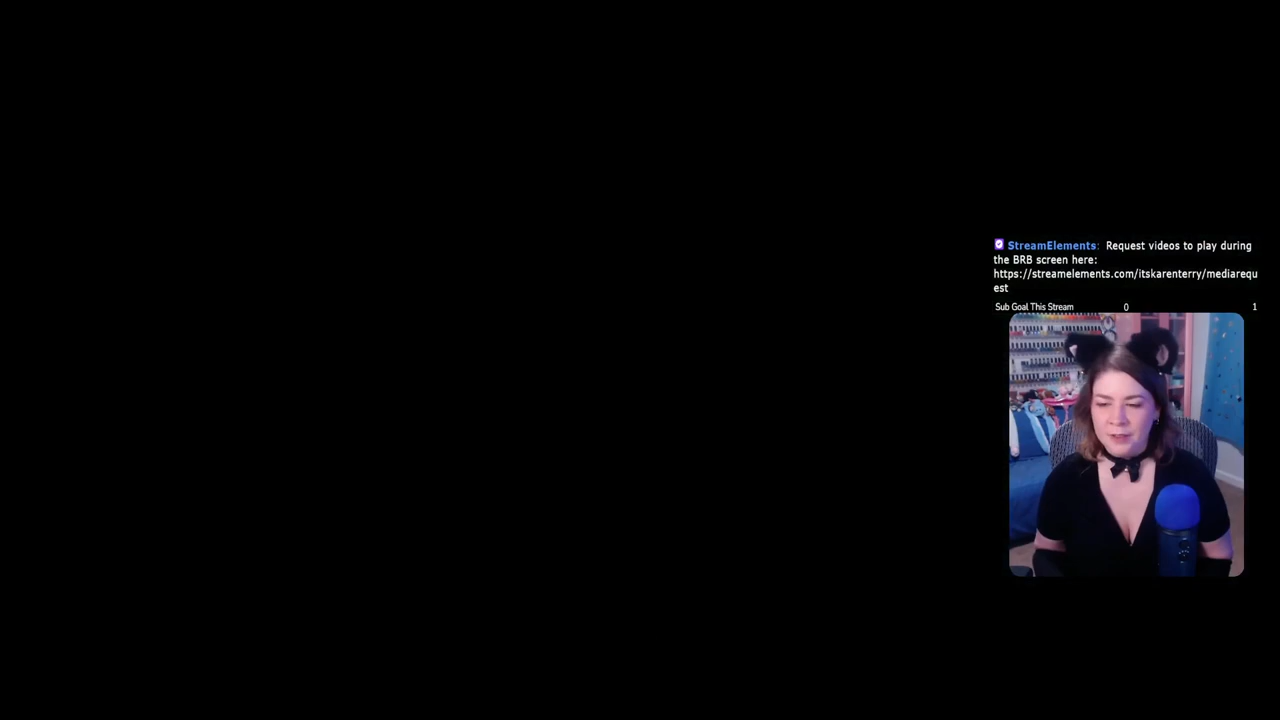 StreamElements: Request videos to play during
the BRB screen here:
https://streamelements.com/itskarenterry/mediarequ
est
Sub Goal This Stream 0 1